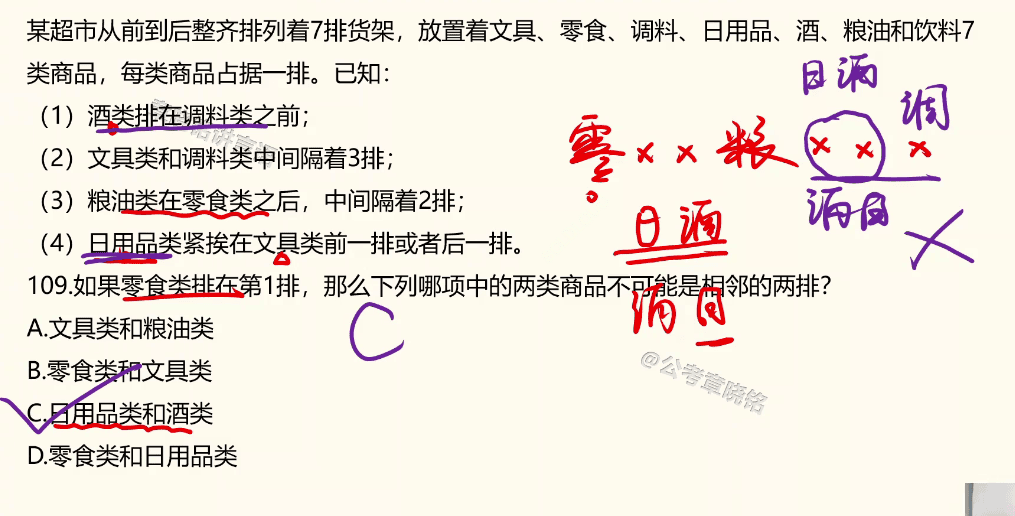 某超市从前到后整齐排列着7排货架，放置着文具、零食、调料、日用品、酒、粮油和饮料7
类商品，每类商品占据一排。已知：
（1）酒类排在调料类之前；
（2）文具类和调料类中间隔着3排；
（3）粮油类在零食类之后，中间隔着2排；
（4）日用品类紧挨在文具类前一排或者后一排。
109.如果零食类排在第1排，那么下列哪项中的两类商品不可能是相邻的两排？
A.文具类和粮油类
B.零食类和文具类
C.日用品类和酒类
D.零食类和日用品类
日酒
调
零 x x 粮 x x x
酒日
日酒
酒日
C
@公考章晓铭